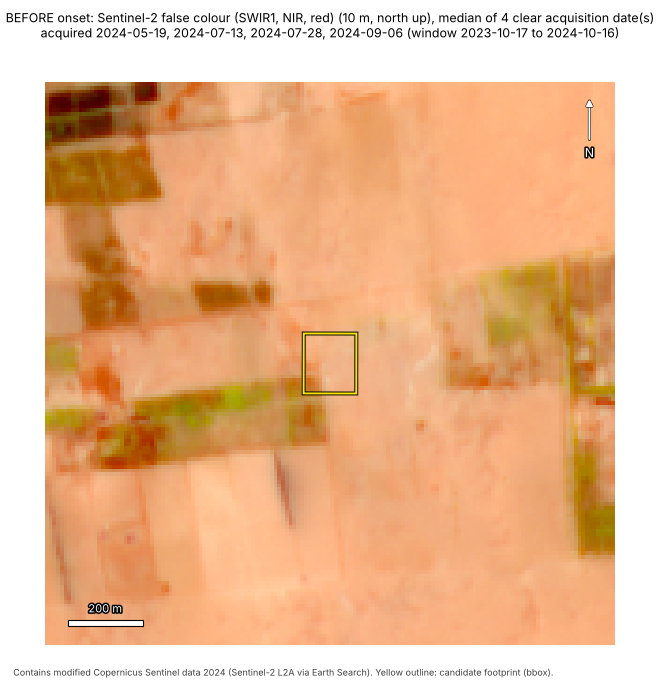 BEFORE onset: Sentinel-2 false colour (SWIR1, NIR, red) (10 m, north up), median of 4 clear acquisition date(s)
acquired 2024-05-19, 2024-07-13, 2024-07-28, 2024-09-06 (window 2023-10-17 to 2024-10-16)
N
200 m
Contains modified Copernicus Sentinel data 2024 (Sentinel-2 L2A via Earth Search). Yellow outline: candidate footprint (bbox).